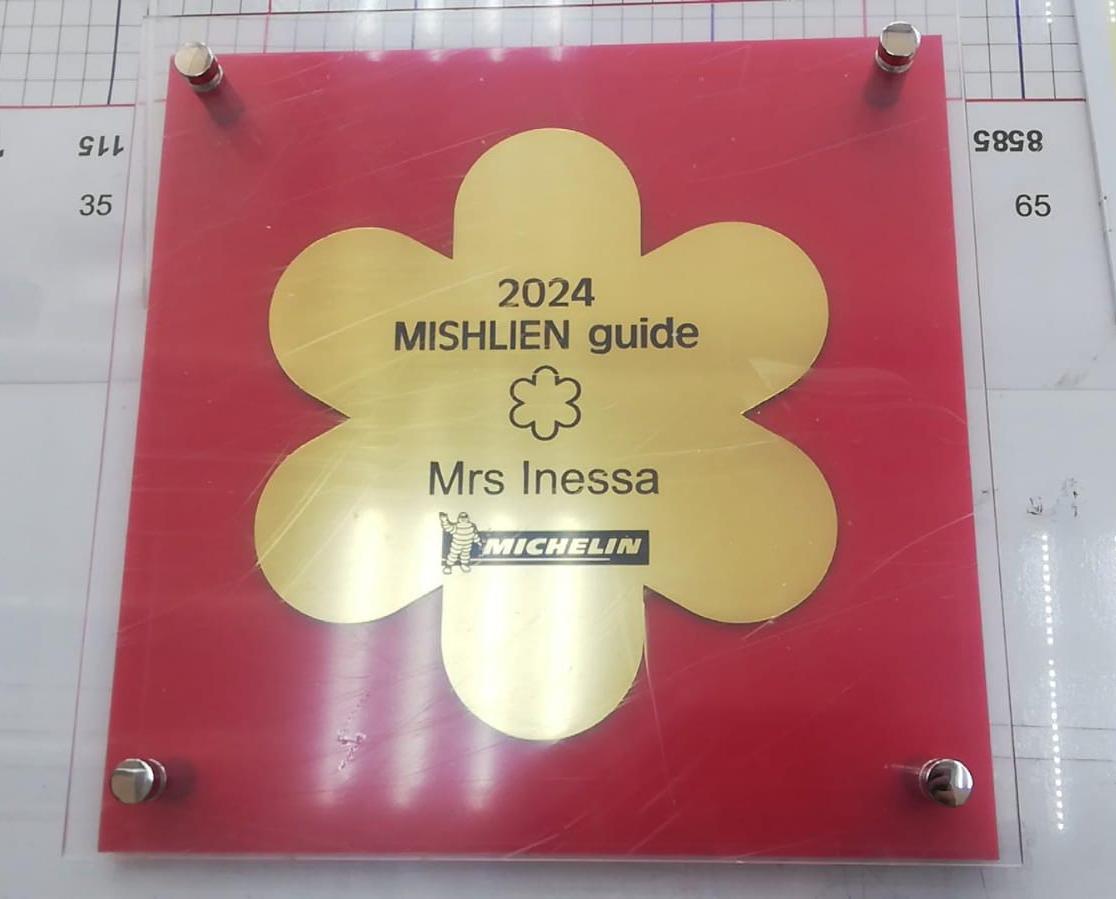 115
35
8585
65
2024
MISHLIEN guide
Mrs Inessa
MICHELIN